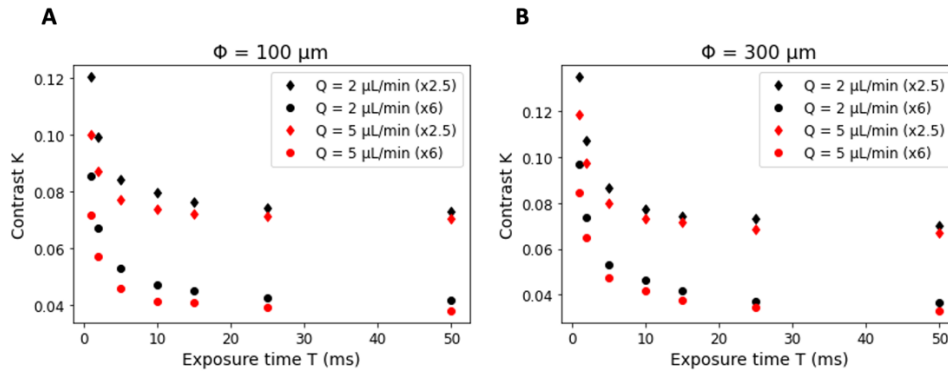 A
Φ = 100 μm
Contrast K
0.12
0.10
0.08
0.06
0.04
Q = 2 μL/min (x2.5)
Q = 2 μL/min (x6)
Q = 5 μL/min (x2.5)
Q = 5 μL/min (x6)
0 10 20 30 40 50
Exposure time T (ms)
B
Φ = 300 μm
Contrast K
0.12
0.10
0.08
0.06
0.04
Q = 2 μL/min (x2.5)
Q = 2 μL/min (x6)
Q = 5 μL/min (x2.5)
Q = 5 μL/min (x6)
0 10 20 30 40 50
Exposure time T (ms)